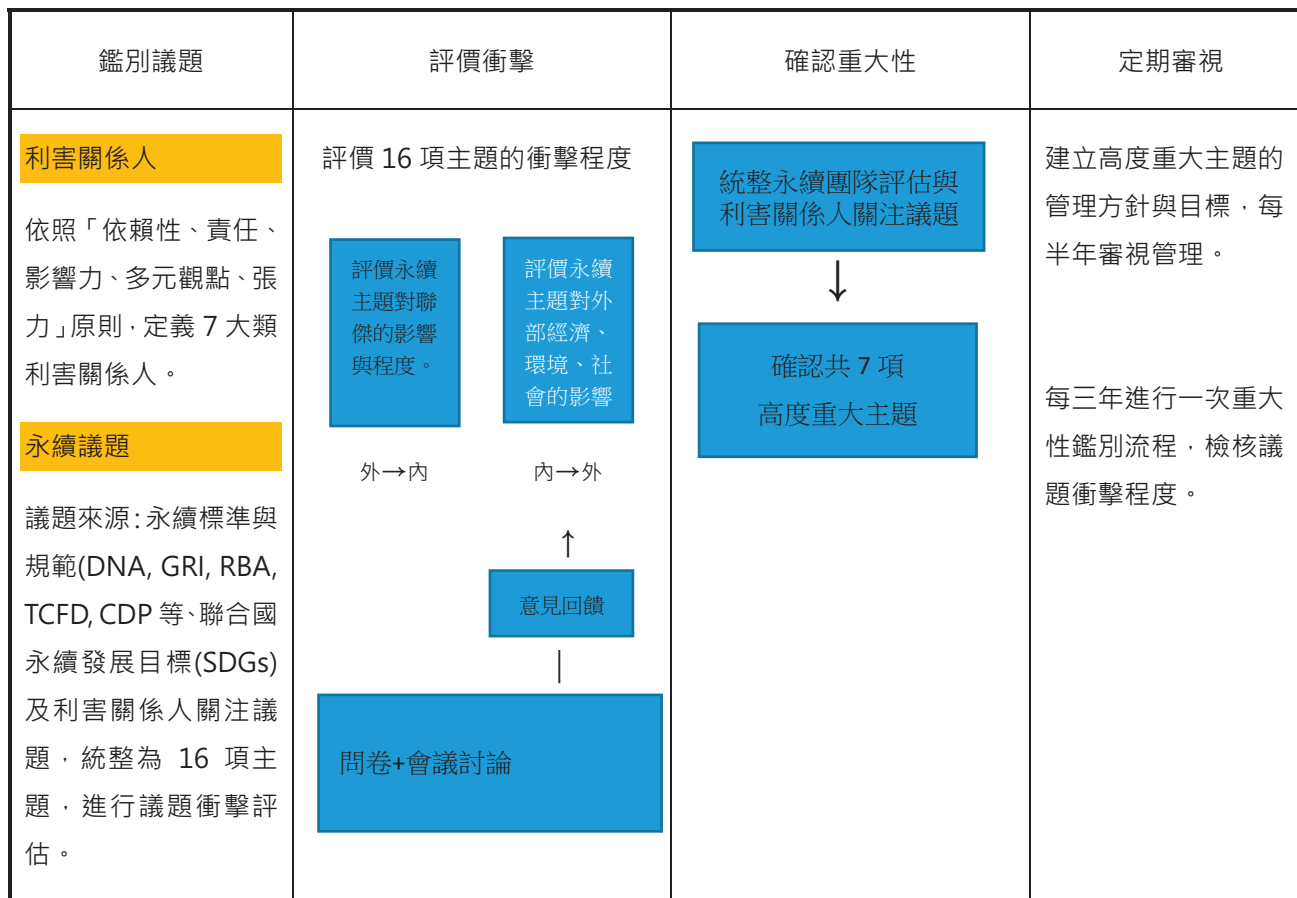 鑑別議題
評價衝擊
確認重大性
定期審視
利害關係人
依照「依賴性、責任、
影響力、多元觀點、張
力」原則，定義 7 大類
利害關係人。
永續議題
議題來源：永續標準與
規範(DNA, GRI, RBA,
TCFD, CDP 等、聯合國
永續發展目標(SDGs)
及利害關係人關注議
題，統整為 16 項主
題，進行議題衝擊評
估。
評價 16 項主題的衝擊程度
評價永續
主題對聯
傑的影響
與程度。
評價永續
主題對外
部經濟、
環境、社
會的影響
外→內
內→外
↑
意見回饋
|
問卷+會議討論
統整永續團隊評估與
利害關係人關注議題
↓
確認共 7 項
高度重大主題
建立高度重大主題的
管理方針與目標，每
半年審視管理。
每三年進行一次重大
性鑑別流程，檢核議
題衝擊程度。